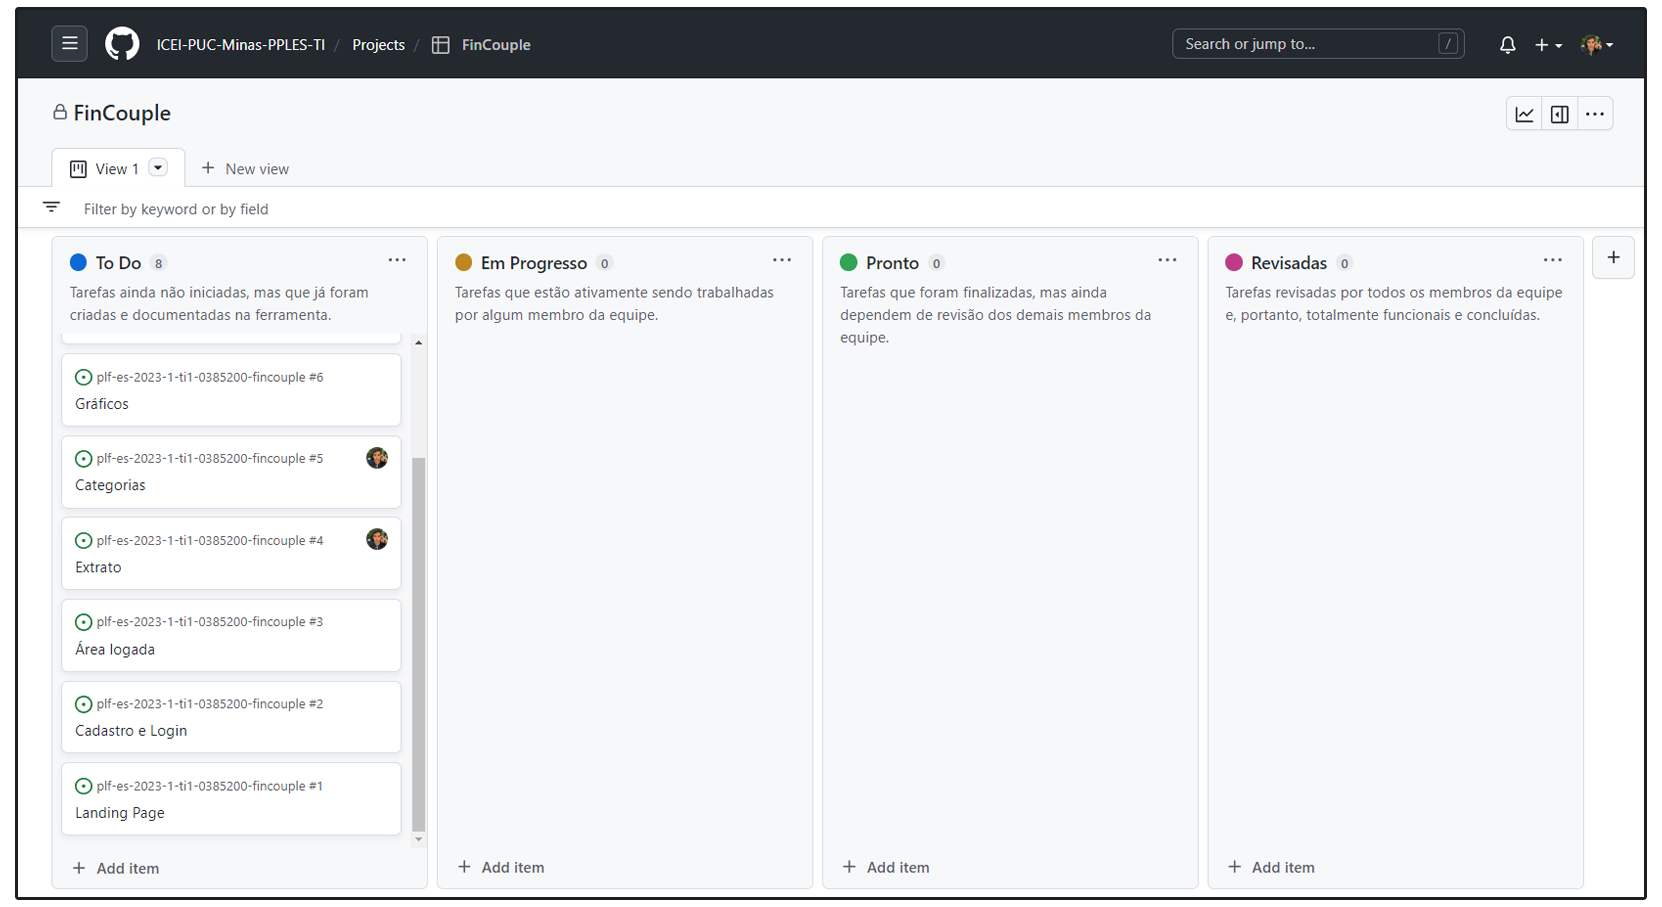 ICEI-PUC-Minas-PPLES-TI / Projects / FinCouple
Search or jump to... /
FinCouple
View 1
New view
Filter by keyword or by field
To Do 8
Tarefas ainda não iniciadas, mas que já foram
criadas e documentadas na ferramenta.
plf-es-2023-1-ti1-0385200-fincouple #6
Gráficos
plf-es-2023-1-ti1-0385200-fincouple #5
Categorias
plf-es-2023-1-ti1-0385200-fincouple #4
Extrato
plf-es-2023-1-ti1-0385200-fincouple #3
Área logada
plf-es-2023-1-ti1-0385200-fincouple #2
Cadastro e Login
plf-es-2023-1-ti1-0385200-fincouple #1
Landing Page
+ Add item
Em Progresso 0
Tarefas que estão ativamente sendo trabalhadas
por algum membro da equipe.
+ Add item
Pronto 0
Tarefas que foram finalizadas, mas ainda
dependem de revisão dos demais membros da
equipe.
+ Add item
Revisadas 0
Tarefas revisadas por todos os membros da equipe
e, portanto, totalmente funcionais e concluídas.
+ Add item